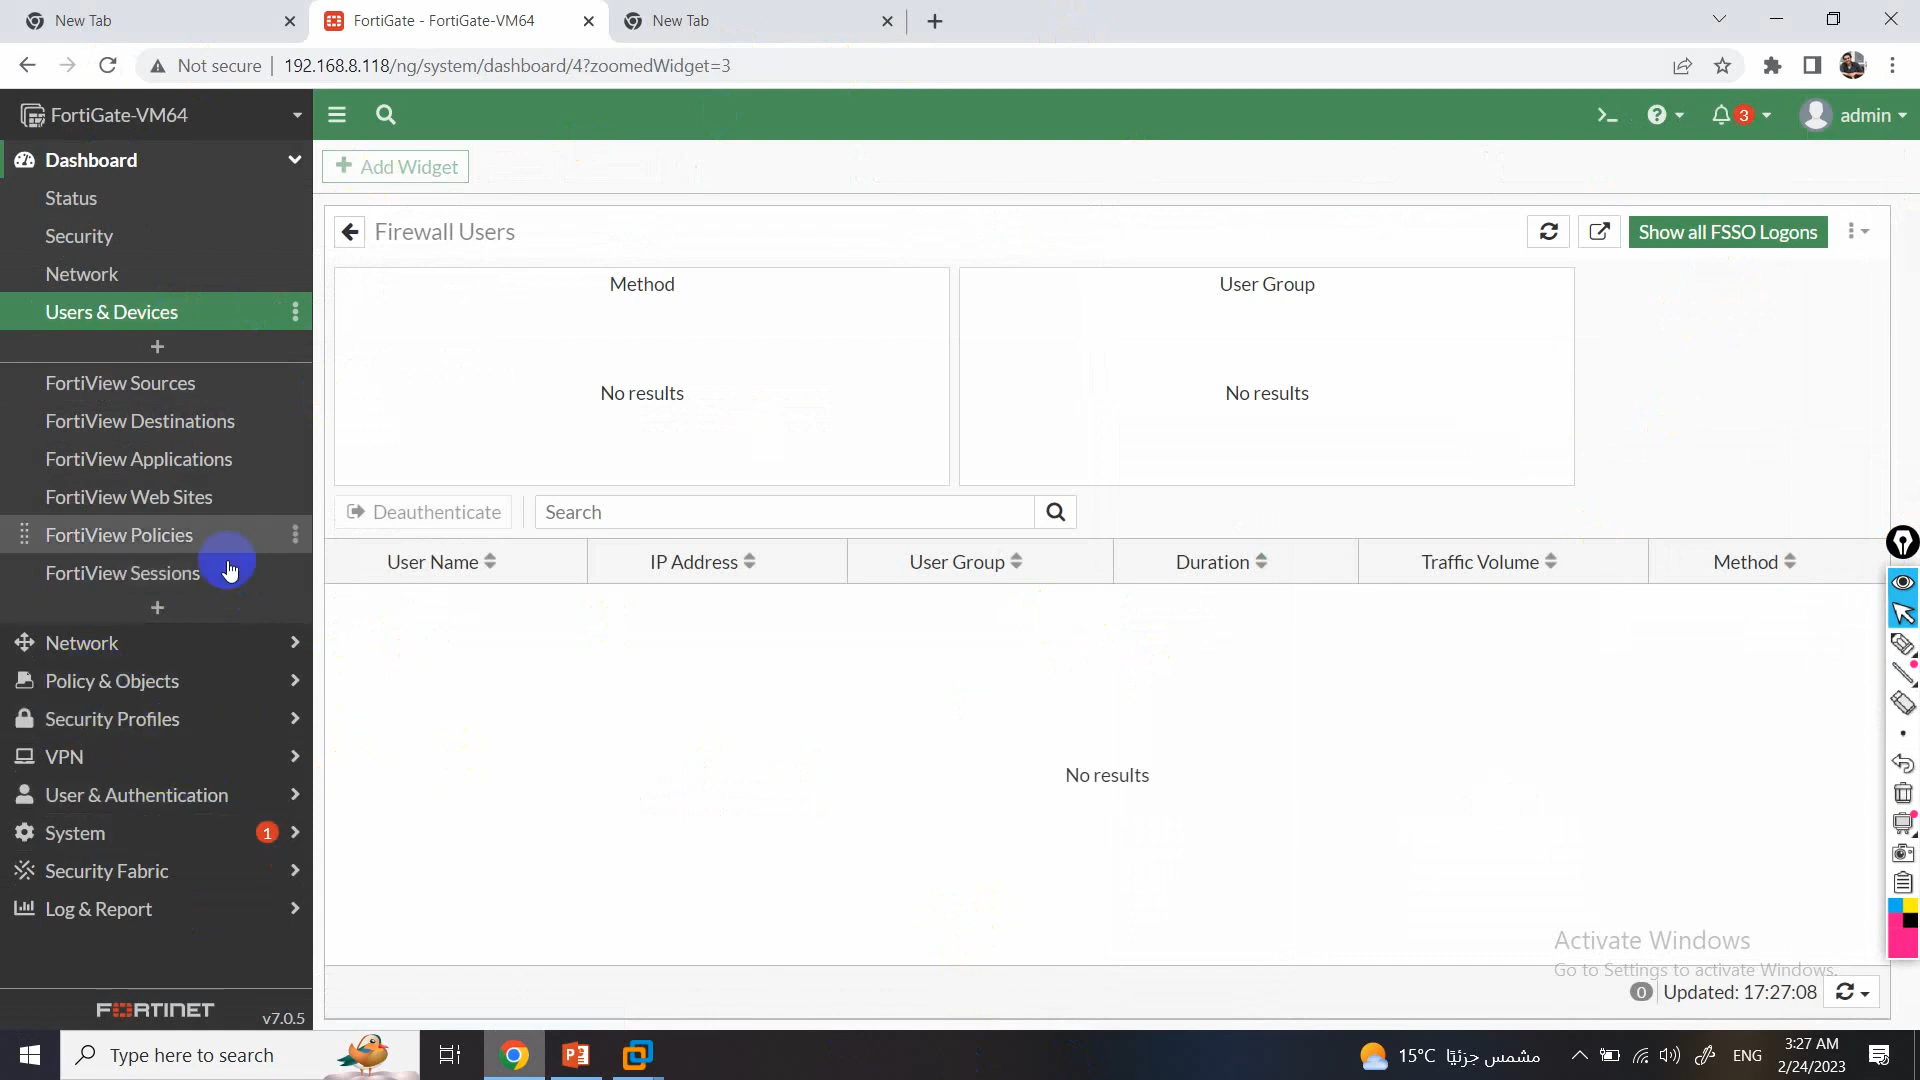 New Tab
FortiGate - FortiGate-VM64
New Tab
Not secure
192.168.8.118/ng/system/dashboard/4?zoomedWidget=3
FortiGate-VM64
3
admin
Dashboard
Status
Security
Network
Users & Devices
FortiView Sources
FortiView Destinations
FortiView Applications
FortiView Web Sites
FortiView Policies
FortiView Sessions
Network
Policy & Objects
Security Profiles
VPN
User & Authentication
System
1
Security Fabric
Log & Report
FORTINET
v7.0.5
Add Widget
Firewall Users
Show all FSSO Logons
Method
User Group
No results
No results
Deauthenticate
Search
User Name
IP Address
User Group
Duration
Traffic Volume
Method
No results
Activate Windows
Go to Settings to activate Windows.
0
Updated: 17:27:08
Type here to search
15°C
مشمس جزئيًا
ENG
3:27 AM
2/24/2023